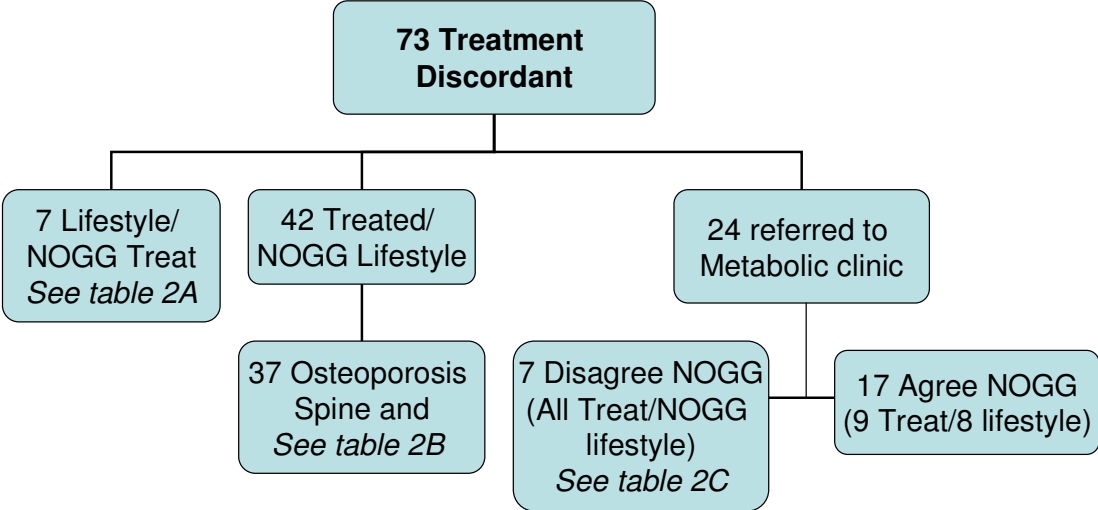 73 Treatment
Discordant
7 Lifestyle/
NOGG Treat
See table 2A
42 Treated/
NOGG Lifestyle
24 referred to
Metabolic clinic
37 Osteoporosis
Spine and
See table 2B
7 Disagree NOGG
(All Treat/NOGG
lifestyle)
See table 2C
17 Agree NOGG
(9 Treat/8 lifestyle)